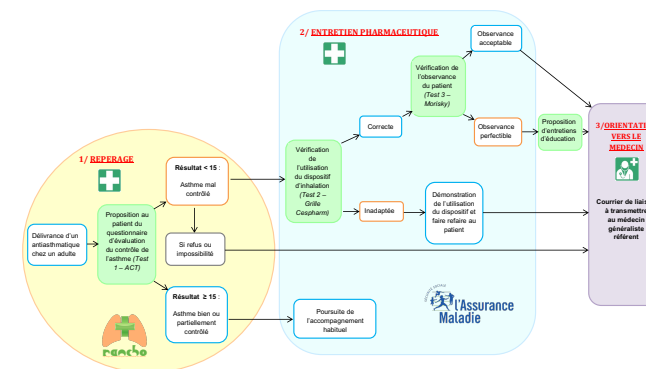 2/ ENTRETIEN PHARMACEUTIQUE
Observance
acceptable
Vérification de
l'observance
du patient
(Test 3 –
Morisky)
Correcte
Observance
perfectible
Proposition
d'entretiens
d'éducation
3/ORIENTATI
VERS LE
MEDECIN
Courrier de liais
à transmettre
au médecin
généraliste
référent
1/ REPERAGE
Résultat < 15 :
Asthme mal
contrôlé
Vérification
de
l'utilisation
du dispositif
d'inhalation
(Test 2 –
Grille
Cespharm)
Délivrance d'un
antiasthmatique
chez un adulte
Proposition au
patient du
questionnaire
d'évaluation
du contrôle de
l'asthme (Test
1 – ACT)
Si refus ou
impossibilité
Inadaptée
Démonstration
de l'utilisation
du dispositif et
faire refaire au
patient
Résultat ≥ 15 :
Asthme bien ou
partiellement
contrôlé
Poursuite de
l'accompagnement
habituel
l'Assurance
Maladie